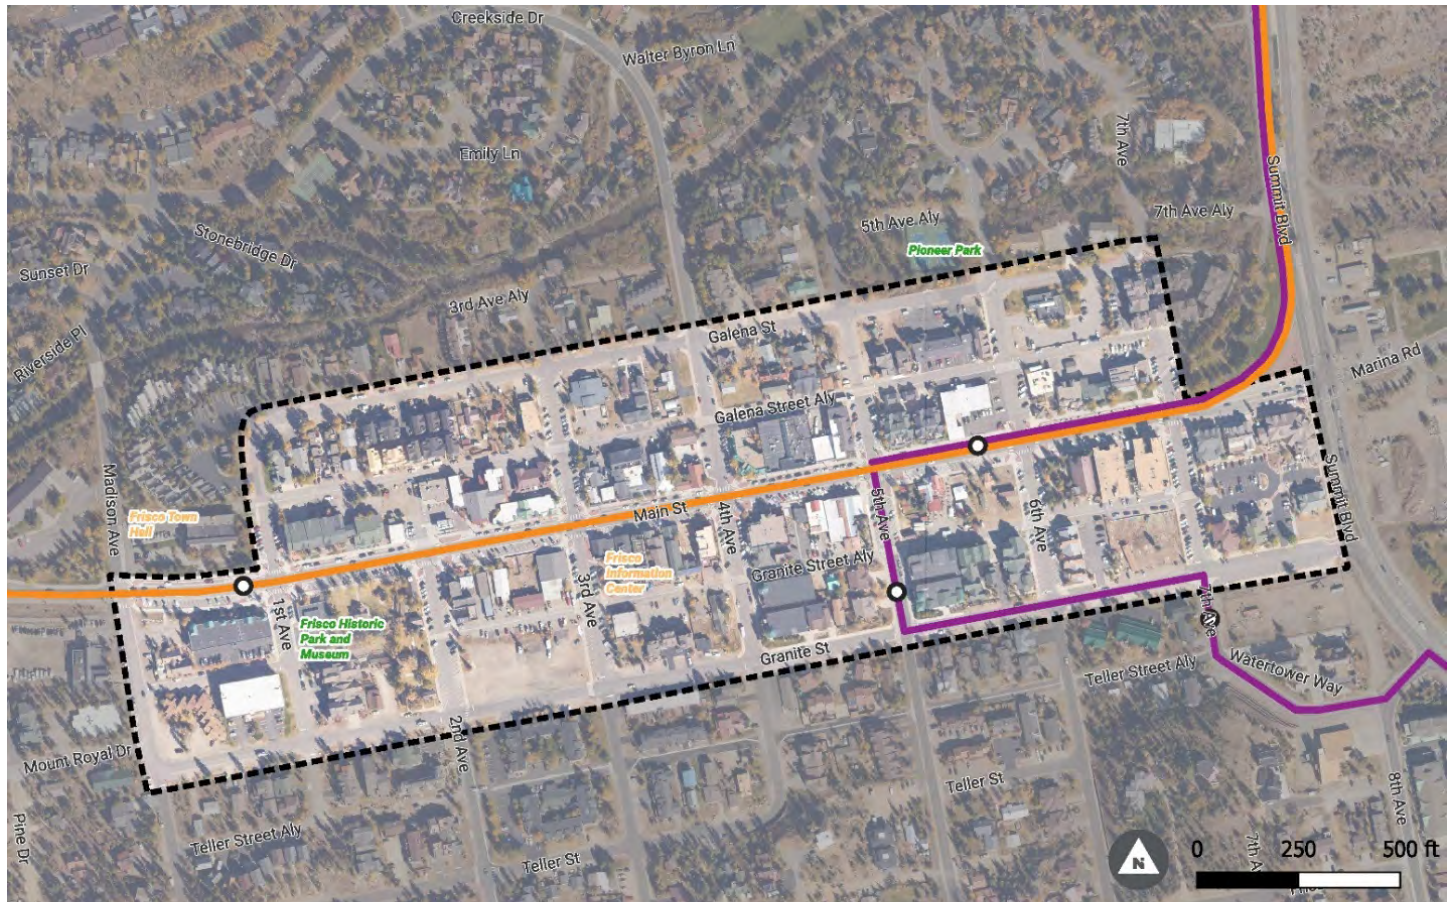 Creekside Dr
Walter Byron Ln
7th Ave
Emily Ln
Summit Blvd
5th Ave Aly
7th Ave Aly
Stonebridge Dr
Pioneer Park
Sunset Dr
3rd Ave Aly
Riverside Pl
Galena St
Marina Rd
Galena Street Aly
Madison Ave
Summit Blvd
Frisco Town
Hall
Main St
4th Ave
5th Ave
6th Ave
Frisco
Information
Center
Granite Street Aly
3rd Ave
1st Ave
7th Ave
Frisco Historic
Park and
Museum
Granite St
Teller Street Aly
Watertower Way
Mount Royal Dr
2nd Ave
Teller St
8th Ave
Pine Dr
Teller Street Aly
Teller St
N
0 250 500 ft